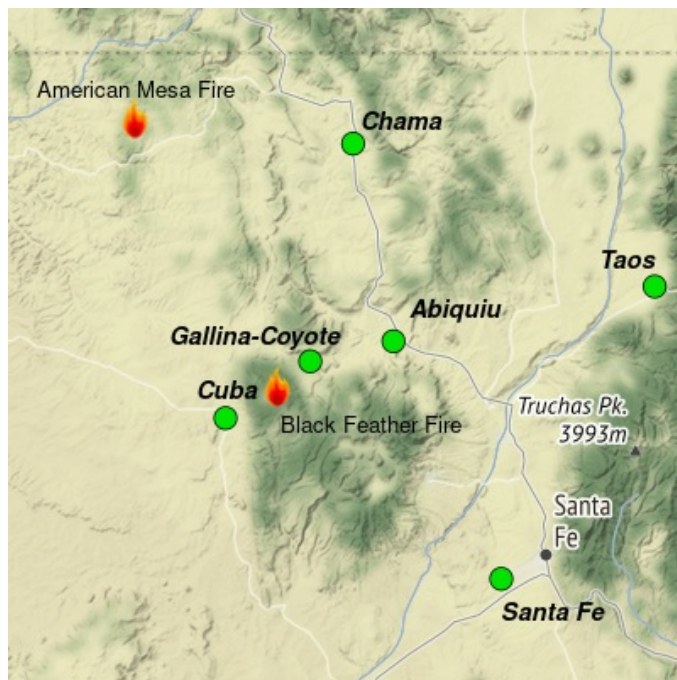 American Mesa Fire
Chama
Taos
Abiquiu
Gallina-Coyote
Cuba
Black Feather Fire
Truchas Pk.
3993m
Santa
Fe
Santa Fe